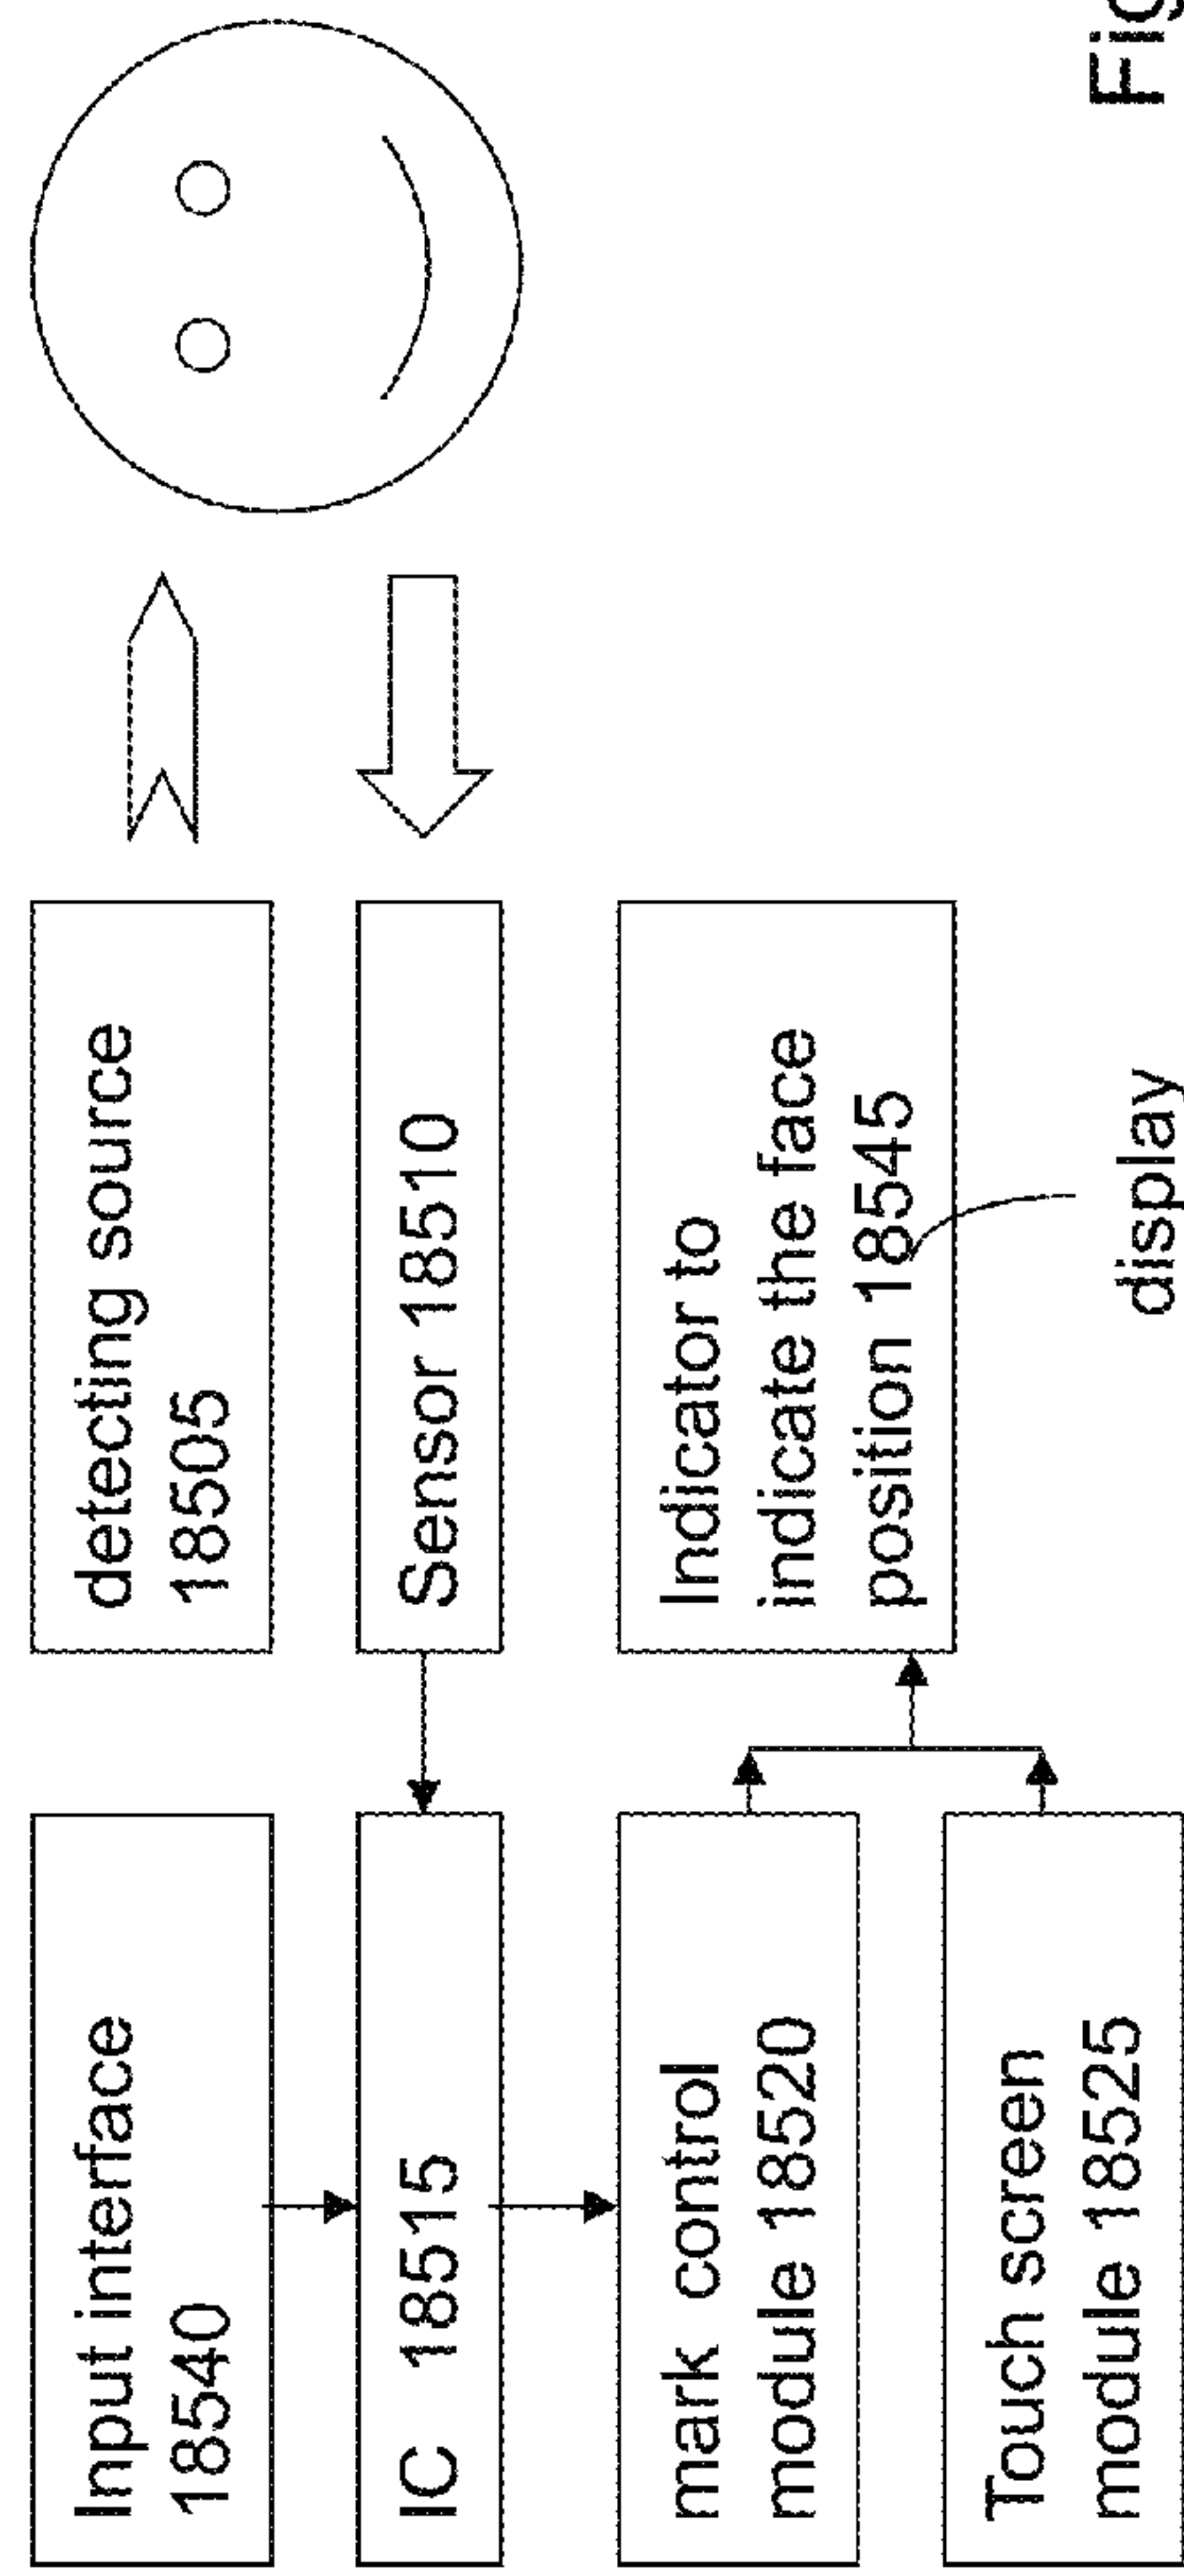 Input interface
18540
detecting source
18505
IC 18515
Sensor 18510
mark control
module 18520
Indicator to
indicate the face
position 18545
Touch screen
module 18525
display
Fig